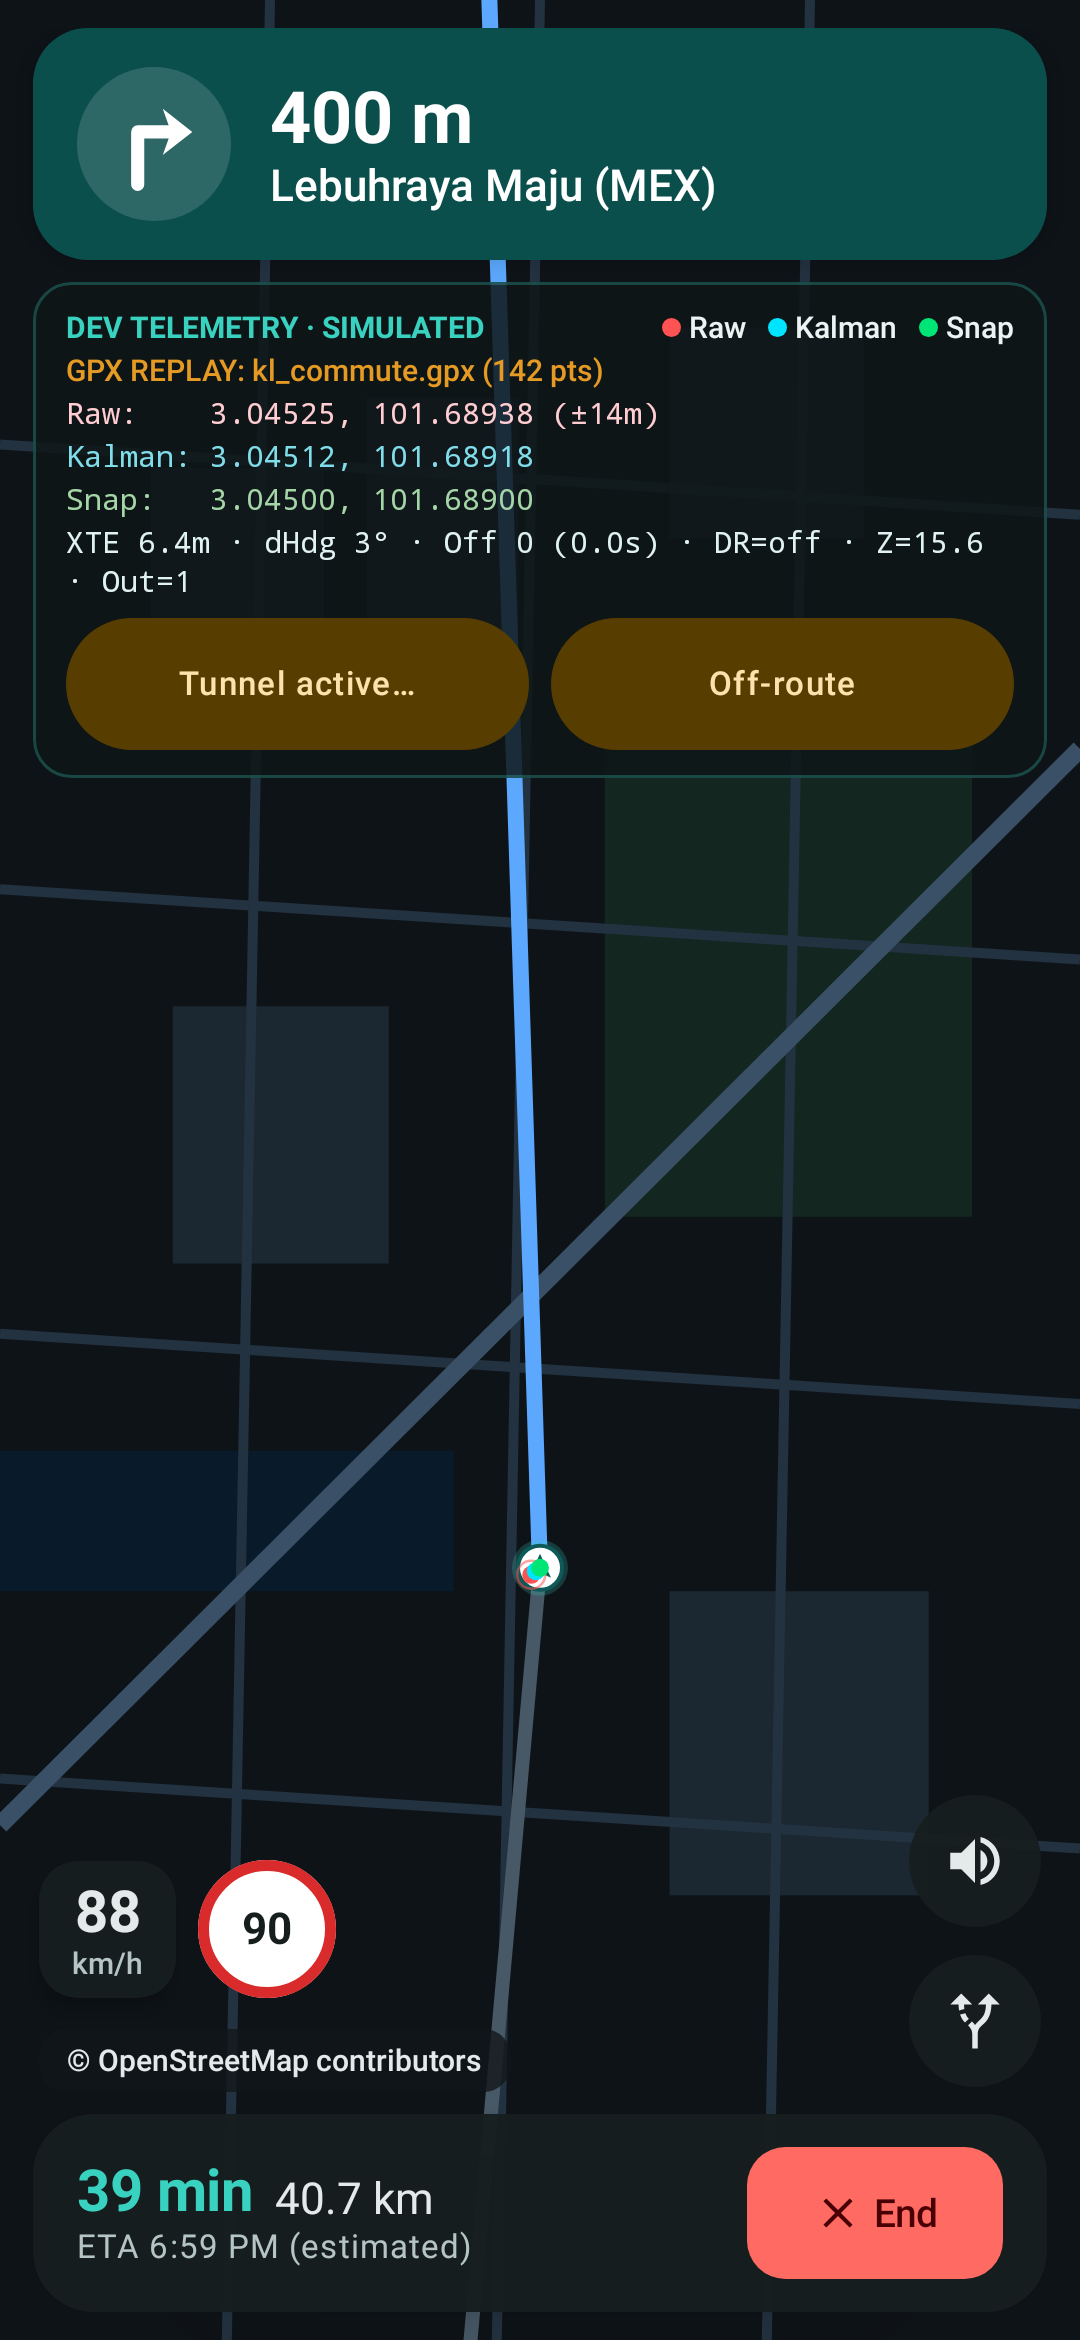 400 m
Lebuhraya Maju (MEX)
DEV TELEMETRY · SIMULATED
Raw Kalman Snap
GPX REPLAY: kl_commute.gpx (142 pts)
Raw: 3.04525, 101.68938 (±14m)
Kalman: 3.04512, 101.68918
Snap: 3.04500, 101.68900
XTE 6.4m · dHdg 3° · Off 0 (0.0s) · DR=off · Z=15.6
· Out=1
Tunnel active…
Off-route
88
km/h
90
© OpenStreetMap contributors
39 min 40.7 km
ETA 6:59 PM (estimated)
End